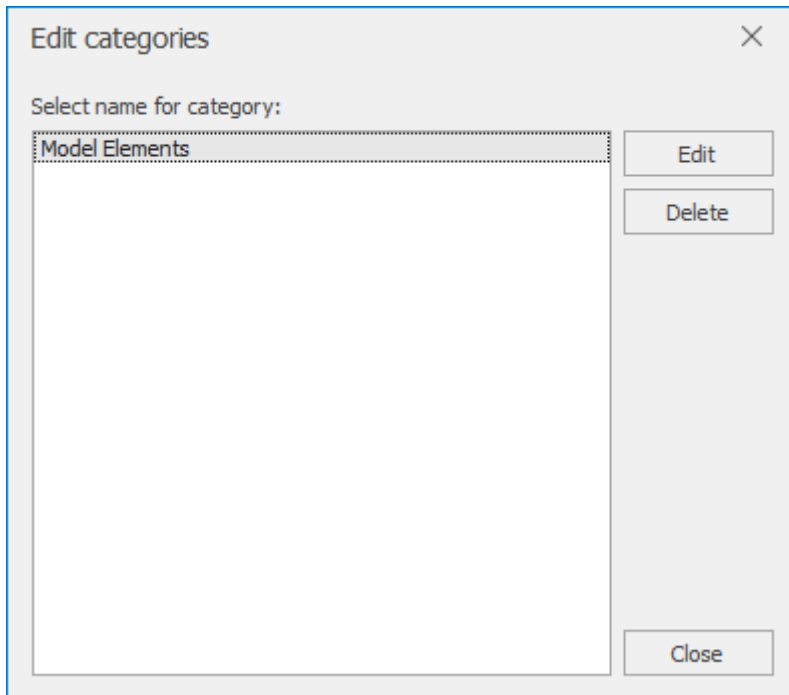 Edit categories
Select name for category:
Model Elements
Edit
Delete
Close